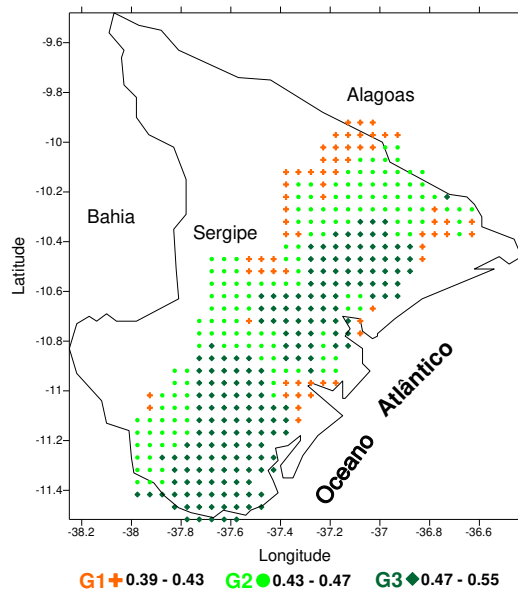 -9.6
-9.8
-10
-10.2
-10.4
-10.6
-10.8
-11
-11.2
-11.4
Latitude
Alagoas
Bahia
Sergipe
Oceano Atlântico
-38.2 -38 -37.8 -37.6 -37.4 -37.2 -37 -36.8 -36.6
Longitude
G1 0.39 - 0.43 G2 0.43 - 0.47 G3 0.47 - 0.55